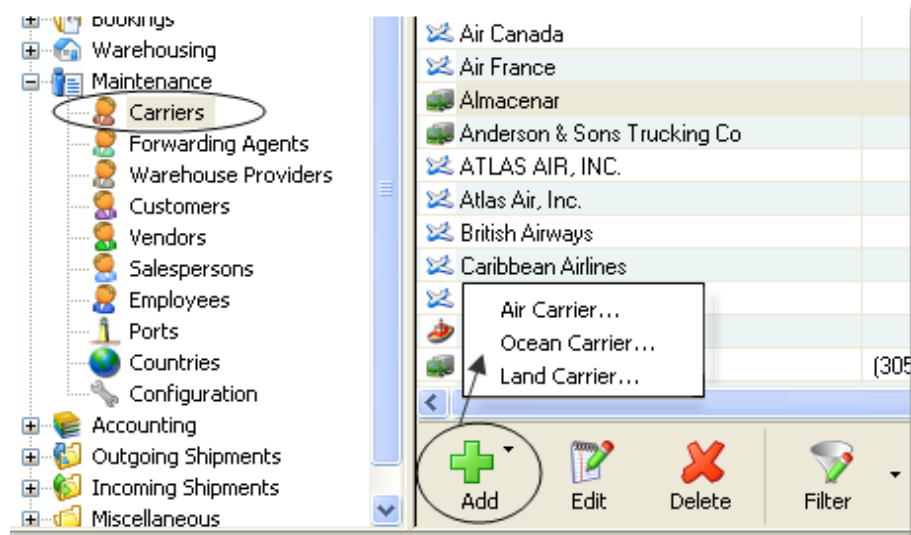 Bookings
Warehousing
Maintenance
Carriers
Forwarding Agents
Warehouse Providers
Customers
Vendors
Salespersons
Employees
Ports
Countries
Configuration
Accounting
Outgoing Shipments
Incoming Shipments
Miscellaneous
Air Canada
Air France
Almacenar
Anderson & Sons Trucking Co
ATLAS AIR, INC.
Atlas Air, Inc.
British Airways
Caribbean Airlines
Air Carrier...
Ocean Carrier...
Land Carrier...
(305
Add
Edit
Delete
Filter